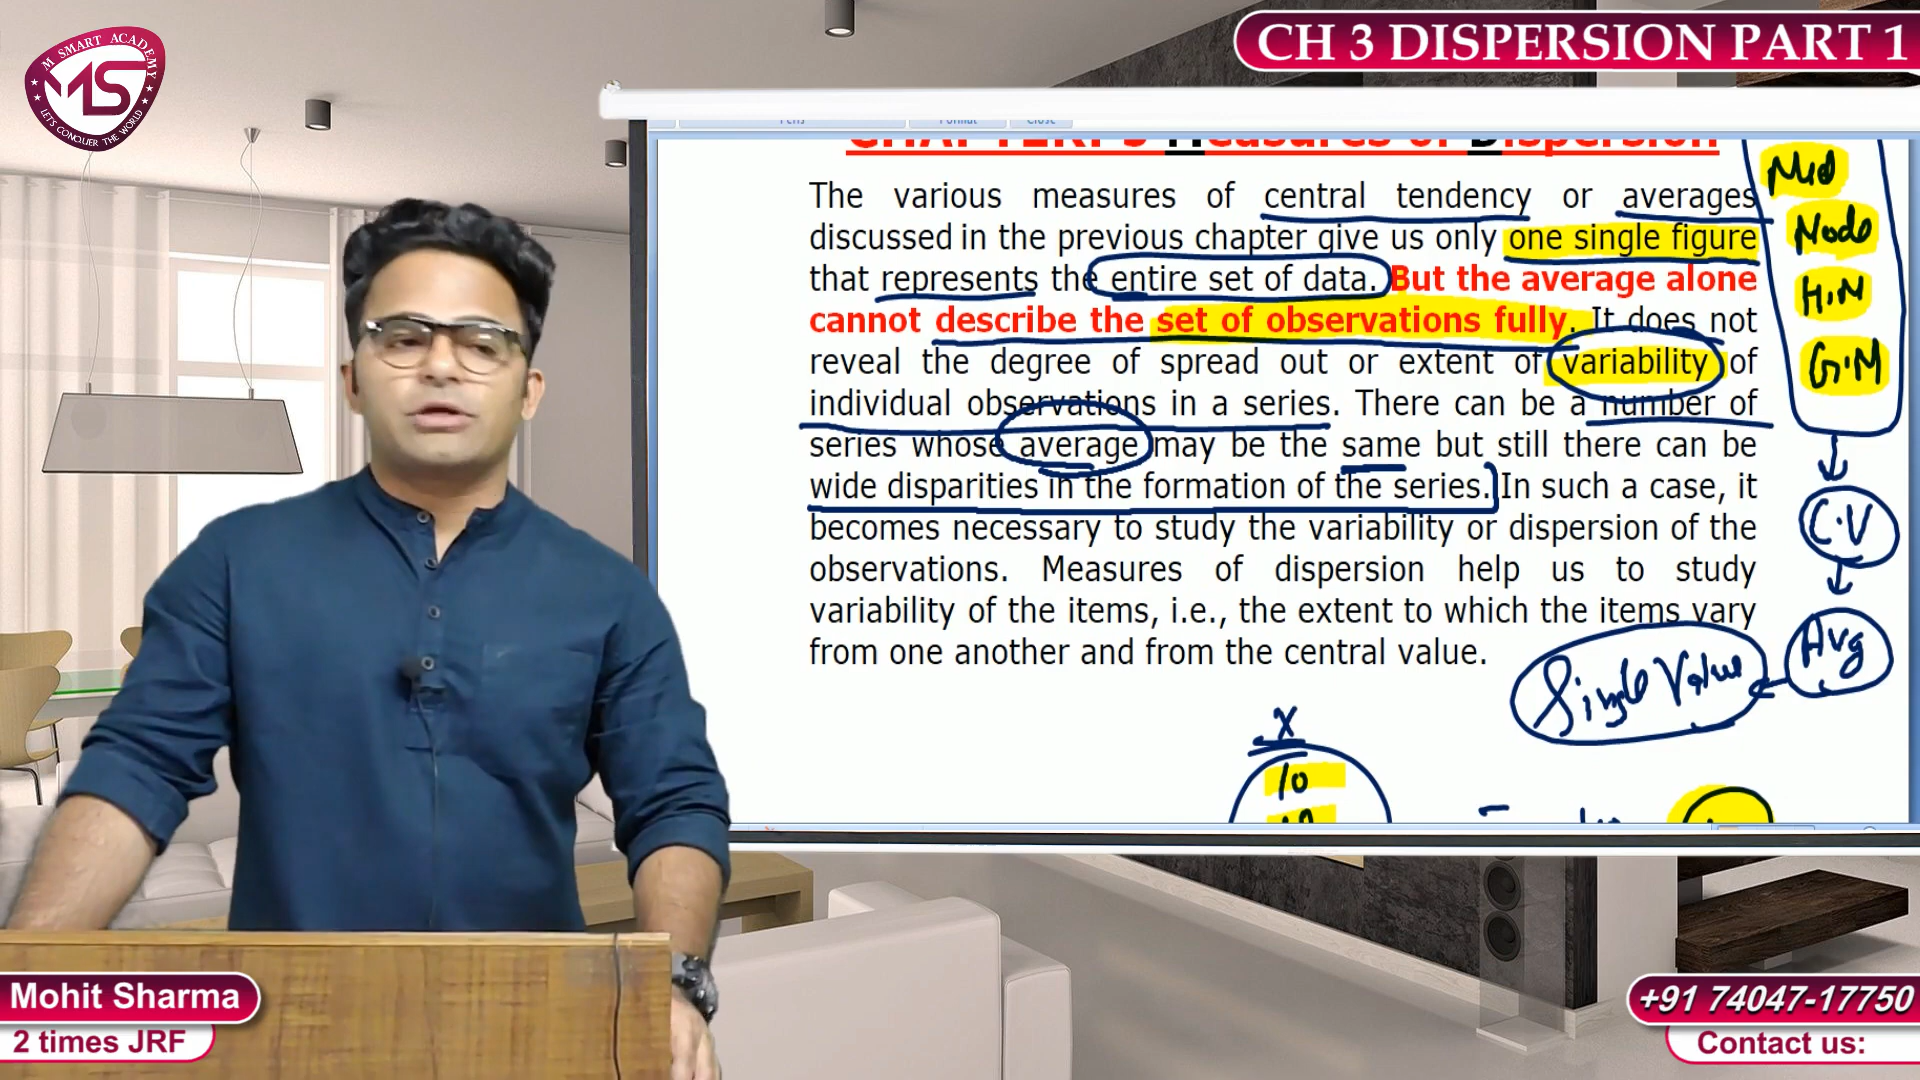 M SMART ACADEMY
MS
LET'S CONQUER THE WORLD
CH 3 DISPERSION PART 1
Pens Format Close
Measures of Dispersion
The various measures of central tendency or averages
discussed in the previous chapter give us only one single figure
that represents the entire set of data. But the average alone
cannot describe the set of observations fully. It does not
reveal the degree of spread out or extent of variability of
individual observations in a series. There can be a number of
series whose average may be the same but still there can be
wide disparities in the formation of the series. In such a case, it
becomes necessary to study the variability or dispersion of the
observations. Measures of dispersion help us to study
variability of the items, i.e., the extent to which the items vary
from one another and from the central value.
Mode
H.M
G.M
C.V
Avg
Single Value
X
10
Mohit Sharma
2 times JRF
+91 74047-17750
Contact us: